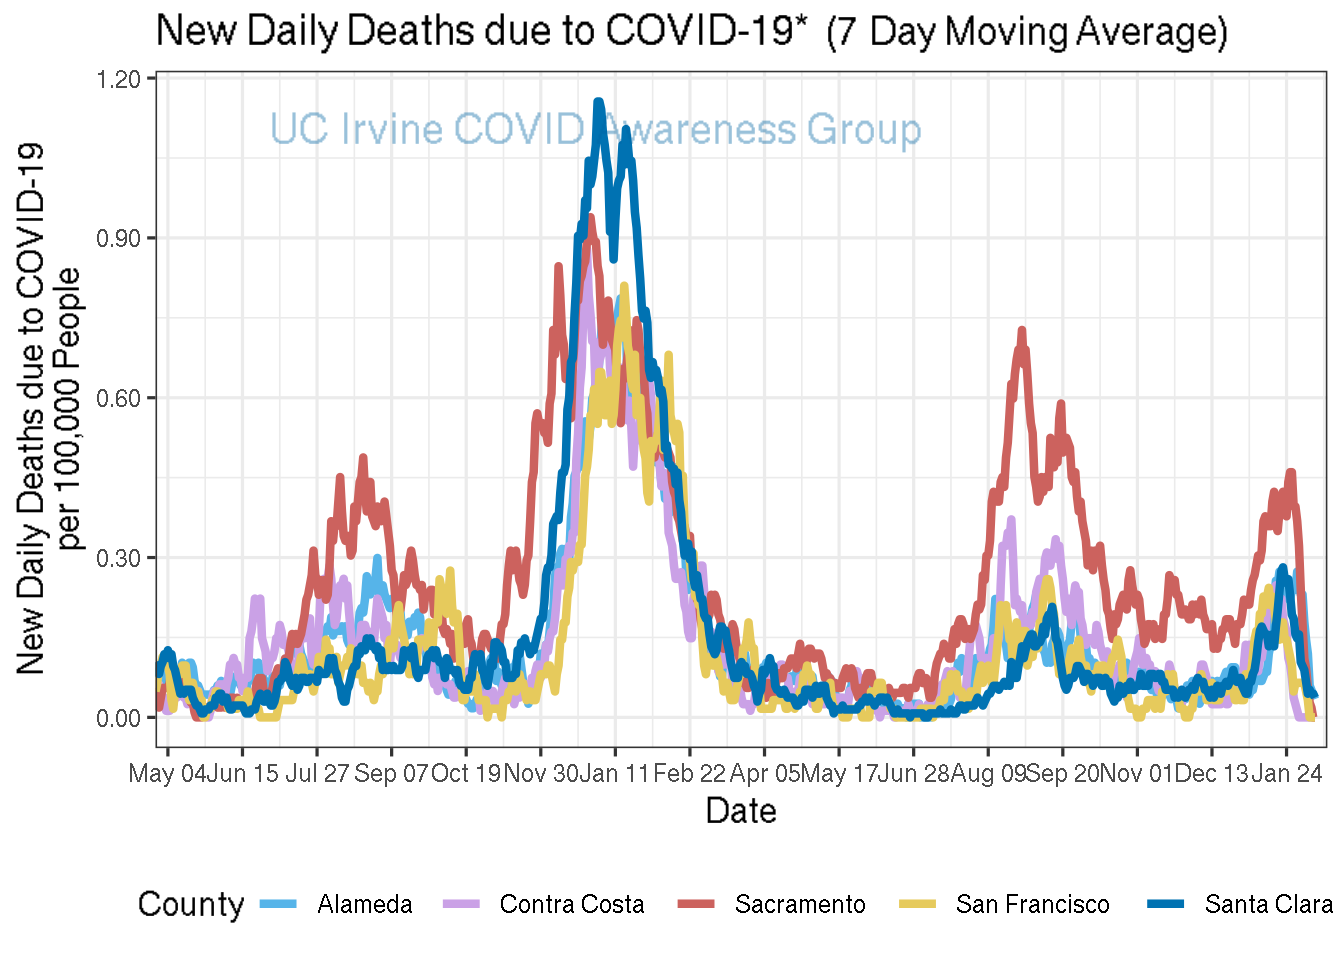 New Daily Deaths due to COVID-19* (7 Day Moving Average)
UC Irvine COVID Awareness Group
New Daily Deaths due to COVID-19
per 100,000 People
1.20
0.90
0.60
0.30
0.00
May 04 Jun 15 Jul 27 Sep 07 Oct 19 Nov 30 Jan 11 Feb 22 Apr 05 May 17 Jun 28 Aug 09 Sep 20 Nov 01 Dec 13 Jan 24
Date
County Alameda Contra Costa Sacramento San Francisco Santa Clara